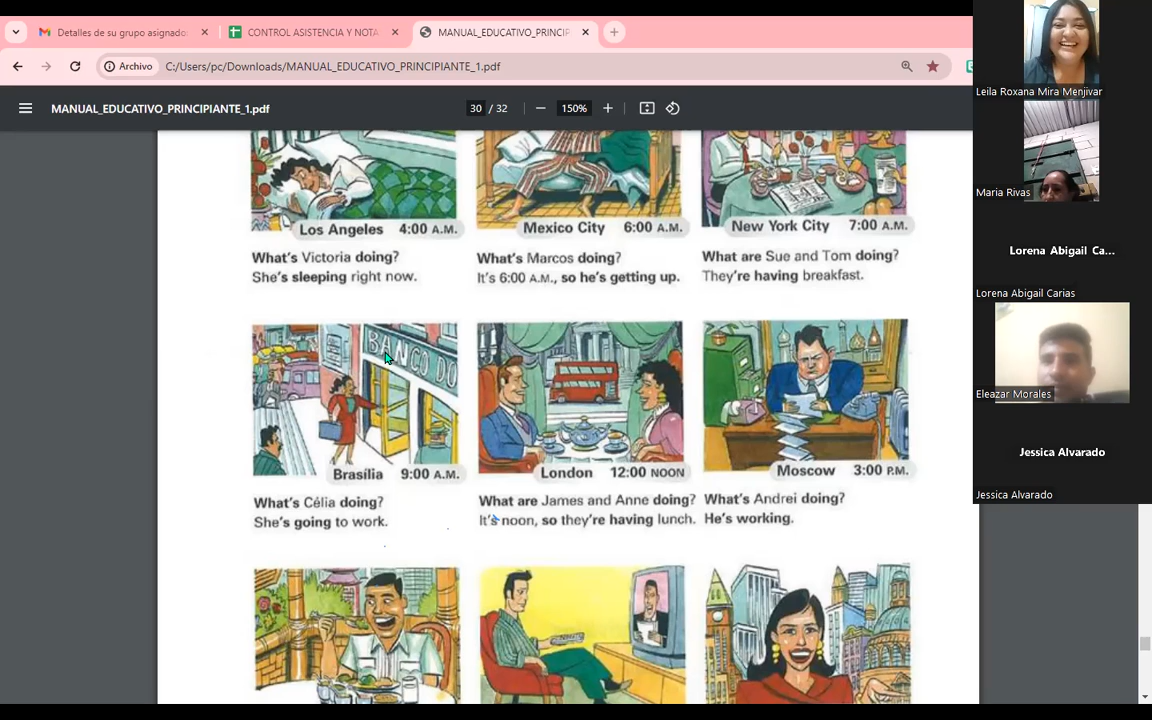 Detalles de su grupo asignado
CONTROL ASISTENCIA Y NOTA
MANUAL_EDUCATIVO_PRINCIP
Archivo
C:/Users/pc/Downloads/MANUAL_EDUCATIVO_PRINCIPIANTE_1.pdf
MANUAL_EDUCATIVO_PRINCIPIANTE_1.pdf
30 / 32
150%
Los Angeles 4:00 A.M.
Mexico City 6:00 A.M.
New York City 7:00 A.M.
What's Victoria doing?
She's sleeping right now.
What's Marcos doing?
It's 6:00 A.M., so he's getting up.
What are Sue and Tom doing?
They're having breakfast.
BANCO DO
Brasília 9:00 A.M.
London 12:00 NOON
Moscow 3:00 P.M.
What's Célia doing?
She's going to work.
What are James and Anne doing?
It's noon, so they're having lunch.
What's Andrei doing?
He's working.
Leila Roxana Mira Menjivar
Maria Rivas
Lorena Abigail Ca...
Lorena Abigail Carias
Eleazar Morales
Jessica Alvarado
Jessica Alvarado